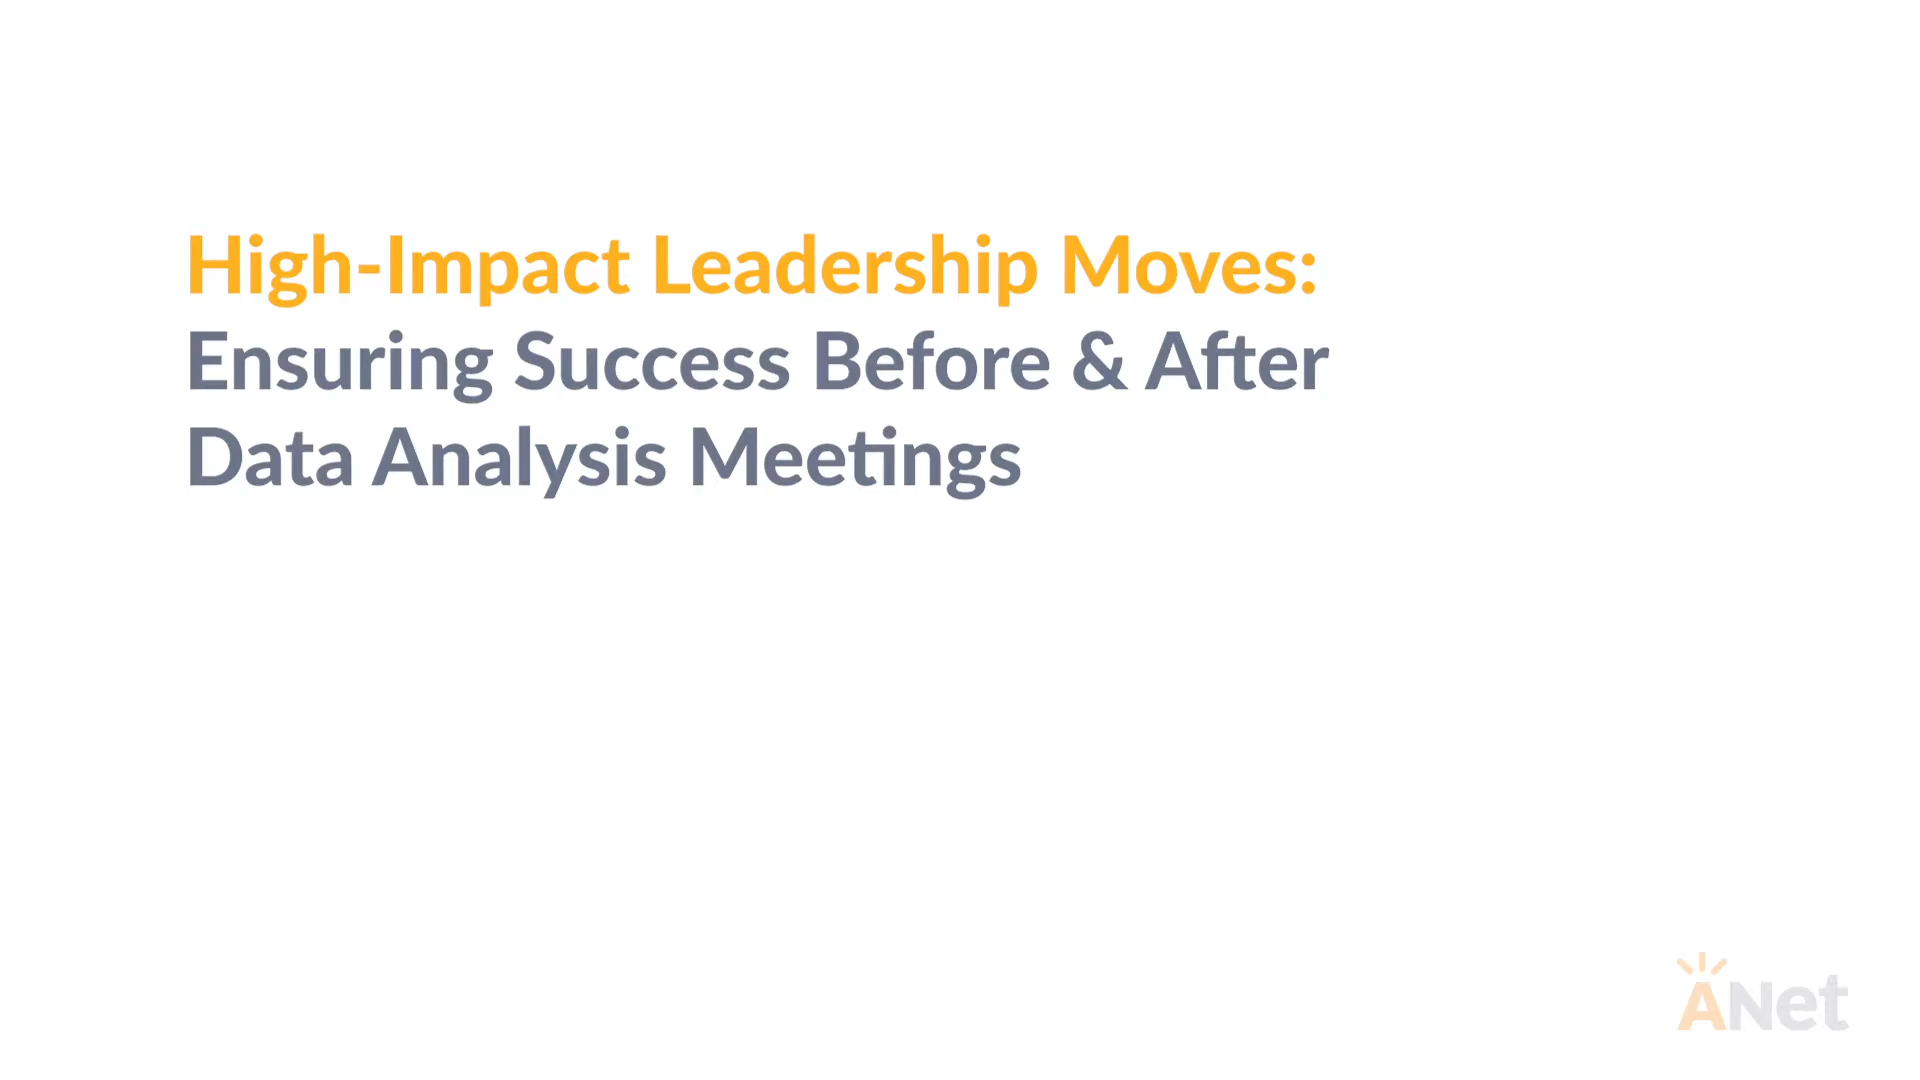 High-Impact Leadership Moves:
Ensuring Success Before & After
Data Analysis Meetings
ANet